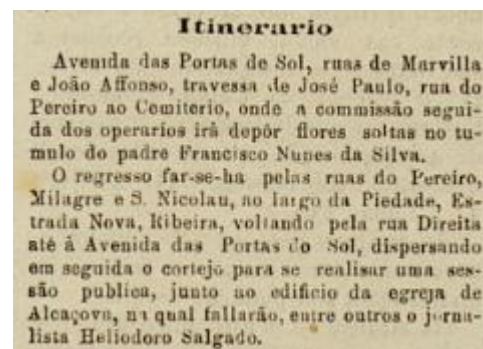 Itinerario
Avenida das Portas de Sol, ruas de Marvilla
e João Affonso, travessa de José Paulo, rua do
Pereiro ao Cemiterio, onde a commissão segui-
da dos operarios irá depôr flores soltas no tu-
mulo do padre Francisco Nunes da Silva.
O regresso far-se-ha pelas ruas do Pereiro,
Milagre e S. Nicolau, ao largo da Piedade, Es-
trada Nova, Ribeira, voltando pela rua Direita
até á Avenida das Portas do Sol, dispersando
em seguida o cortejo para se realisar uma ses-
são publica, junto ao edificio da egreja de
Alcaçova, na qual fallarão, entre outros o jorna-
lista Heliodoro Salgado.